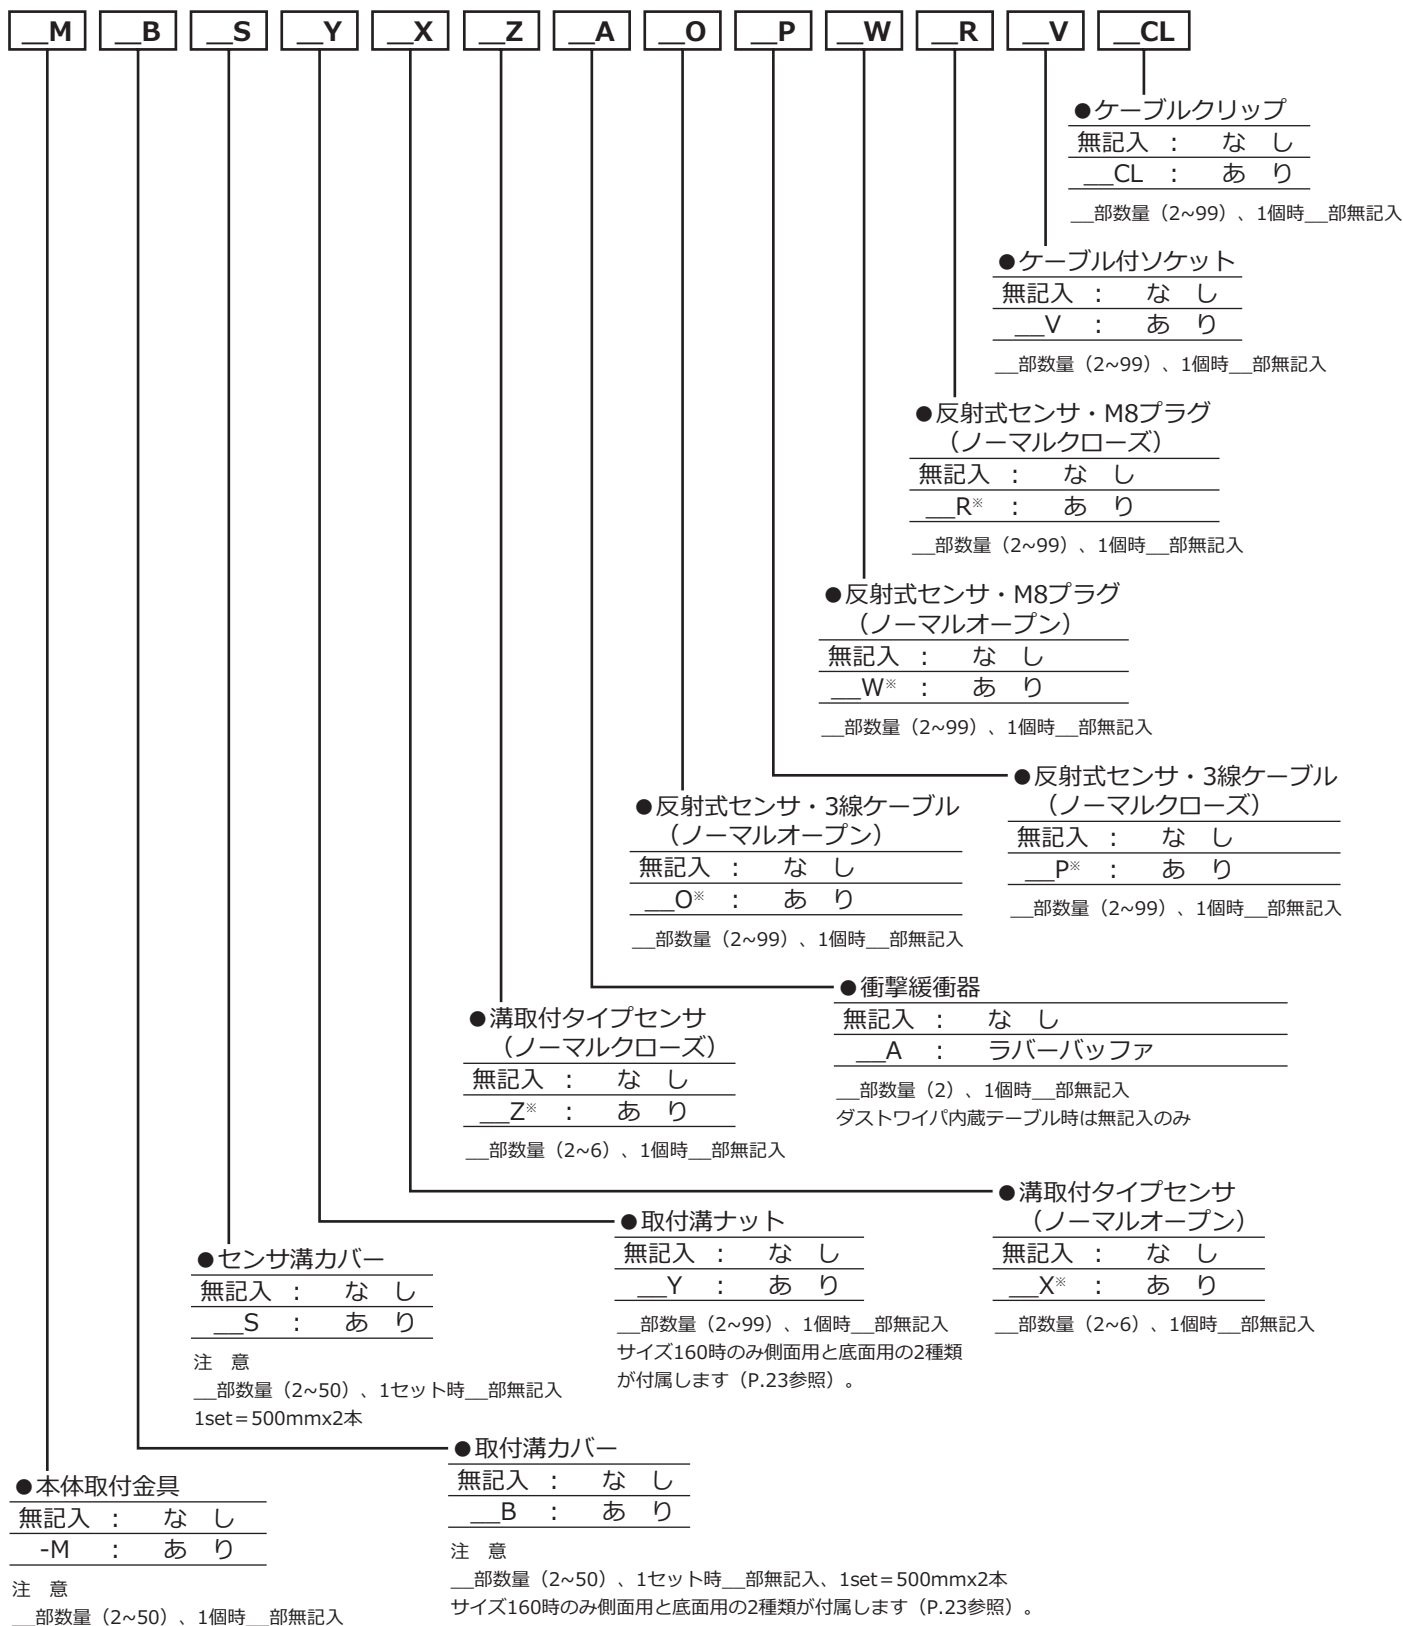 __M __B __S __Y __X __Z __A __O __P __W __R __V __CL
●ケーブルクリップ
無記入 : な し
__CL : あ り
__部数量（2~99）、1個時__部無記入
●ケーブル付ソケット
無記入 : な し
__V : あ り
__部数量（2~99）、1個時__部無記入
●反射式センサ・M8プラグ
（ノーマルクローズ）
無記入 : な し
__R※ : あ り
__部数量（2~99）、1個時__部無記入
●反射式センサ・M8プラグ
（ノーマルオープン）
無記入 : な し
__W※ : あ り
__部数量（2~99）、1個時__部無記入
●反射式センサ・3線ケーブル
（ノーマルクローズ）
無記入 : な し
__P※ : あ り
__部数量（2~99）、1個時__部無記入
●反射式センサ・3線ケーブル
（ノーマルオープン）
無記入 : な し
__O※ : あ り
__部数量（2~99）、1個時__部無記入
●衝撃緩衝器
無記入 : な し
__A : ラバーバッファ
__部数量（2）、1個時__部無記入
ダストワイパ内蔵テーブル時は無記入のみ
●溝取付タイプセンサ
（ノーマルクローズ）
無記入 : な し
__Z※ : あ り
__部数量（2~6）、1個時__部無記入
●溝取付タイプセンサ
（ノーマルオープン）
無記入 : な し
__X※ : あ り
__部数量（2~6）、1個時__部無記入
●取付溝ナット
無記入 : な し
__Y : あ り
__部数量（2~99）、1個時__部無記入
サイズ160時のみ側面用と底面用の2種類
が付属します（P.23参照）。
●センサ溝カバー
無記入 : な し
__S : あ り
注 意
__部数量（2~50）、1セット時__部無記入
1set＝500mmx2本
●取付溝カバー
無記入 : な し
__B : あ り
注 意
__部数量（2~50）、1セット時__部無記入、1set＝500mmx2本
サイズ160時のみ側面用と底面用の2種類が付属します（P.23参照）。
●本体取付金具
無記入 : な し
-M : あ り
注 意
__部数量（2~50）、1個時__部無記入